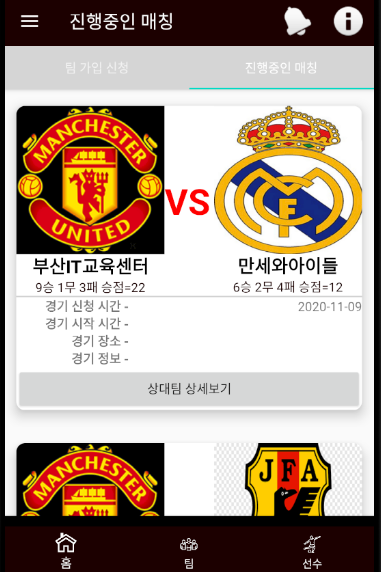 진행중인 매칭
팀 가입 신청
진행중인 매칭
MANCHESTER
UNITED
VS
MCF
부산IT교육센터
만세와아이들
9승 1무 3패 승점=22
6승 2무 4패 승점=12
경기 신청 시간 -
2020-11-09
경기 시작 시간 -
경기 장소 -
경기 정보 -
상대팀 상세보기
MANCHESTER
JFA
홈
팀
선수